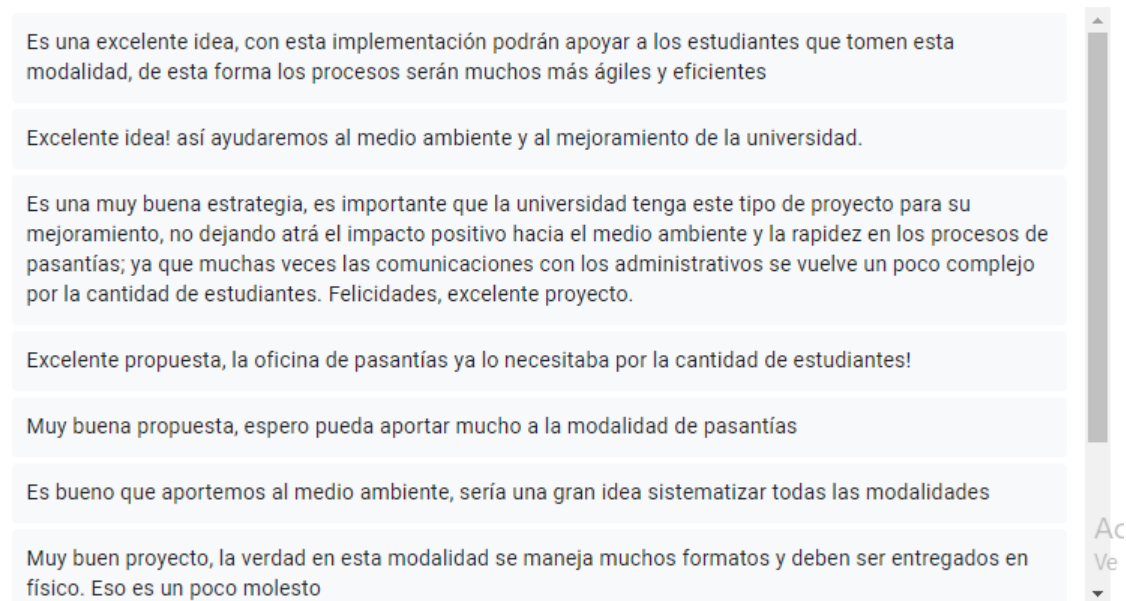 Es una excelente idea, con esta implementación podrán apoyar a los estudiantes que tomen esta
modalidad, de esta forma los procesos serán muchos más ágiles y eficientes
Excelente idea! así ayudaremos al medio ambiente y al mejoramiento de la universidad.
Es una muy buena estrategia, es importante que la universidad tenga este tipo de proyecto para su
mejoramiento, no dejando atrá el impacto positivo hacia el medio ambiente y la rapidez en los procesos de
pasantías; ya que muchas veces las comunicaciones con los administrativos se vuelve un poco complejo
por la cantidad de estudiantes. Felicidades, excelente proyecto.
Excelente propuesta, la oficina de pasantías ya lo necesitaba por la cantidad de estudiantes!
Muy buena propuesta, espero pueda aportar mucho a la modalidad de pasantías
Es bueno que aportemos al medio ambiente, sería una gran idea sistematizar todas las modalidades
Muy buen proyecto, la verdad en esta modalidad se maneja muchos formatos y deben ser entregados en
físico. Eso es un poco molesto
Ac
Ve